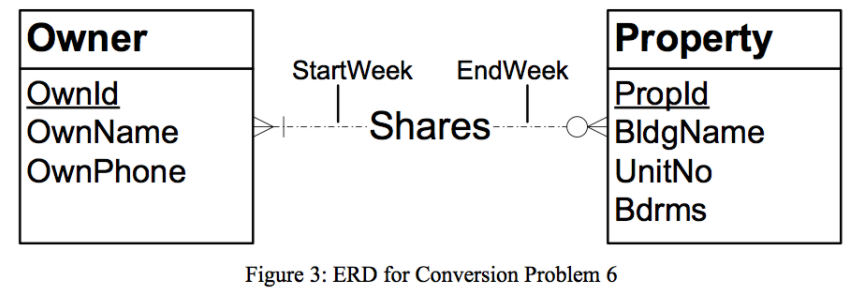 Owner
OwnId
OwnName
OwnPhone
StartWeek
EndWeek
Shares
Property
PropId
BldgName
UnitNo
Bdrms
Figure 3: ERD for Conversion Problem 6